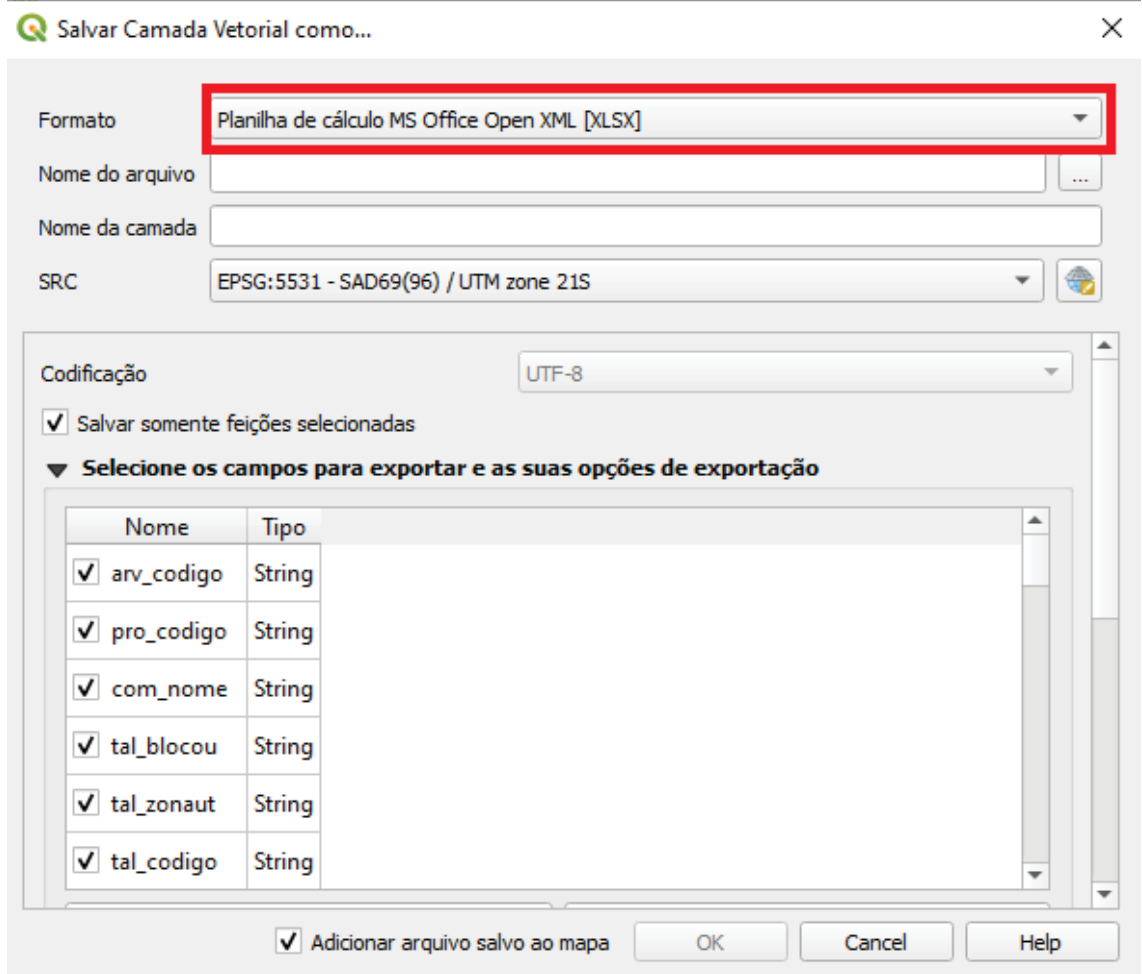 Salvar Camada Vetorial como...
Formato Planilha de cálculo MS Office Open XML [XLSX]
Nome do arquivo ...
Nome da camada
SRC EPSG:5531 - SAD69(96) / UTM zone 21S
Codificação UTF-8
Salvar somente feições selecionadas
Selecione os campos para exportar e as suas opções de exportação
Nome Tipo
arv_codigo String
pro_codigo String
com_nome String
tal_blocou String
tal_zonaut String
tal_codigo String
Adicionar arquivo salvo ao mapa OK Cancel Help